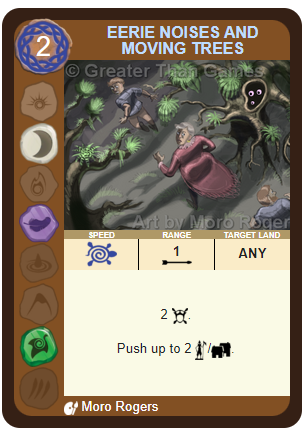 2
EERIE NOISES AND
MOVING TREES
© Greater Than Games
Art by Moro Roger
SPEED RANGE TARGET LAND
1 ANY
2 .
Push up to 2 / .
Moro Rogers